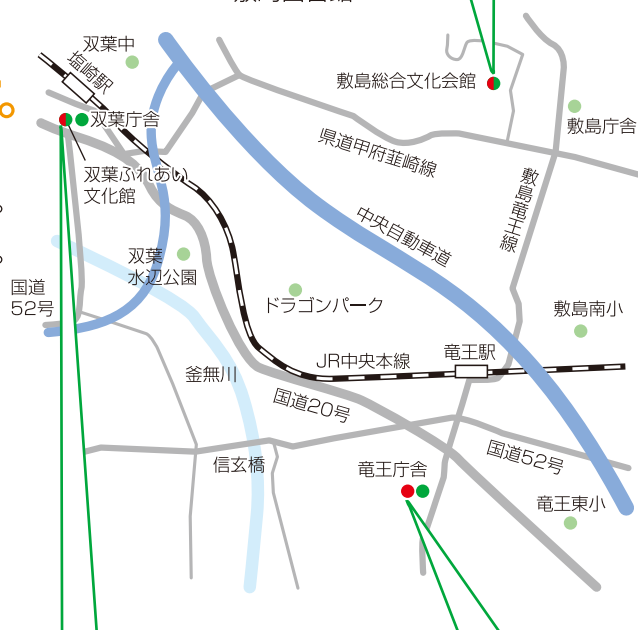 双葉中
塩崎駅
敷島総合文化会館
双葉庁舎
敷島庁舎
県道甲府韮崎線
双葉ふれあい
文化館
敷島竜王線
中央自動車道
双葉
水辺公園
国道
52号
ドラゴンパーク
敷島南小
JR中央本線
竜王駅
釜無川
国道20号
信玄橋
国道52号
竜王庁舎
竜王東小